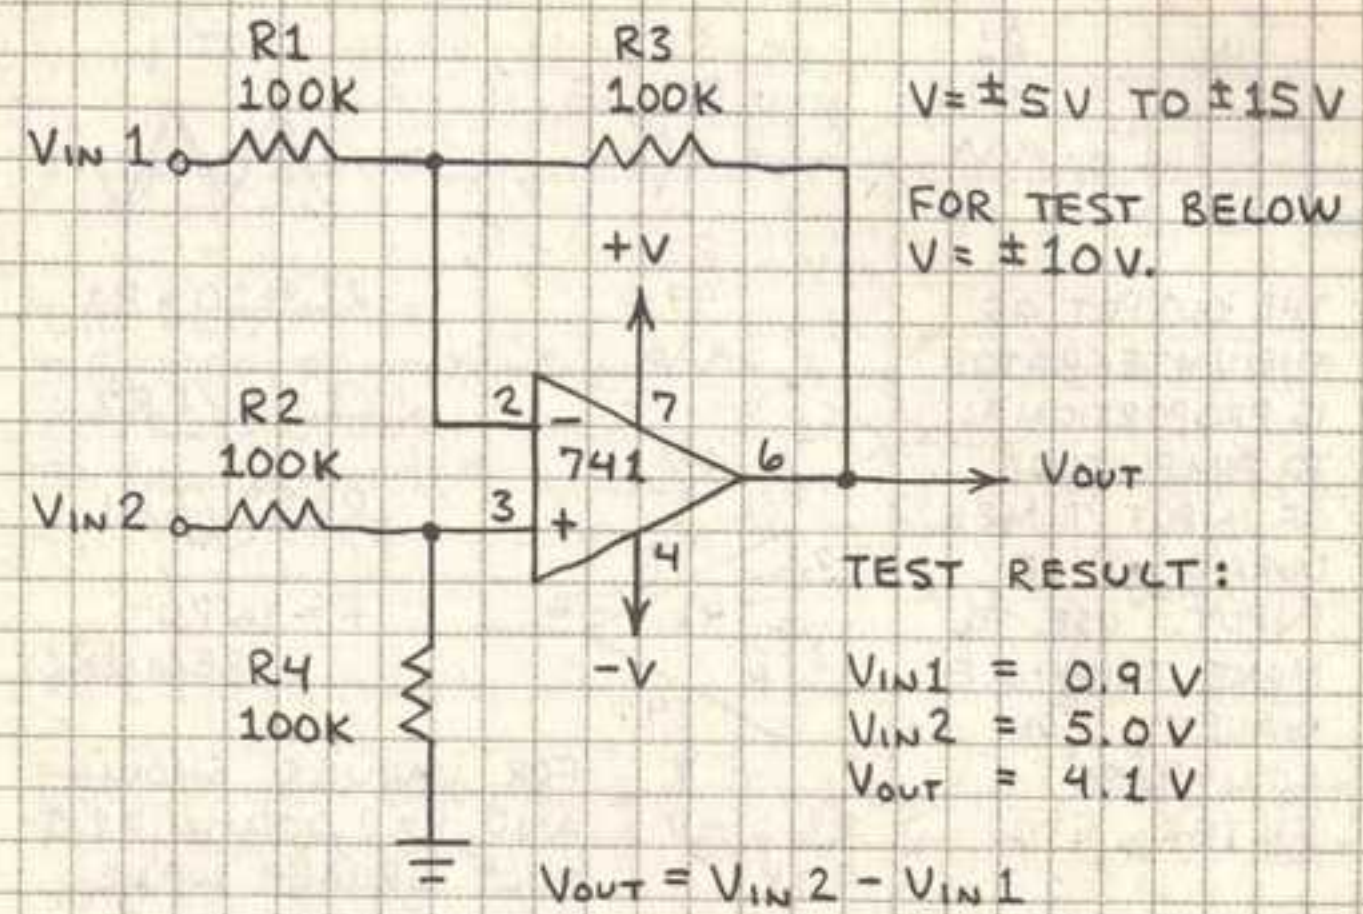 R1
100K
R3
100K
V=±5V TO ±15V
VIN 1
FOR TEST BELOW
V= ±10V.
+V
R2
100K
2
-
7
741
6
VOUT
VIN 2
3
+
4
TEST RESULT:
R4
100K
-V
VIN1 = 0.9 V
VIN2 = 5.0 V
VOUT = 4.1 V
VOUT = VIN 2 - VIN 1